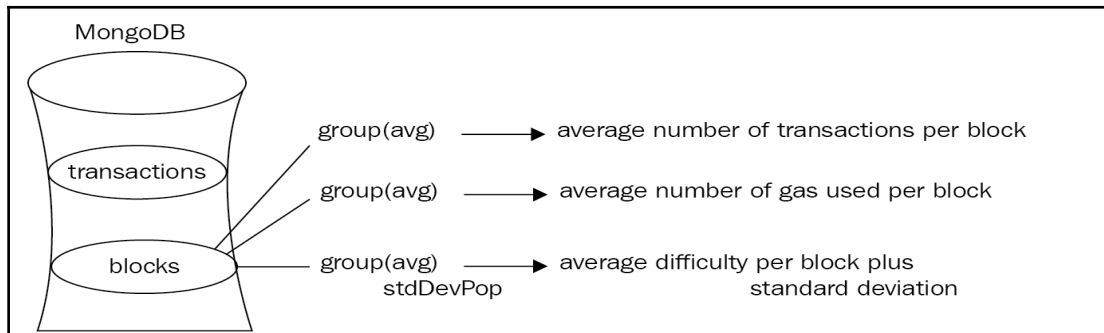 MongoDB
group(avg) average number of transactions per block
transactions
group(avg) average number of gas used per block
blocks
group(avg) average difficulty per block plus
stdDevPop standard deviation